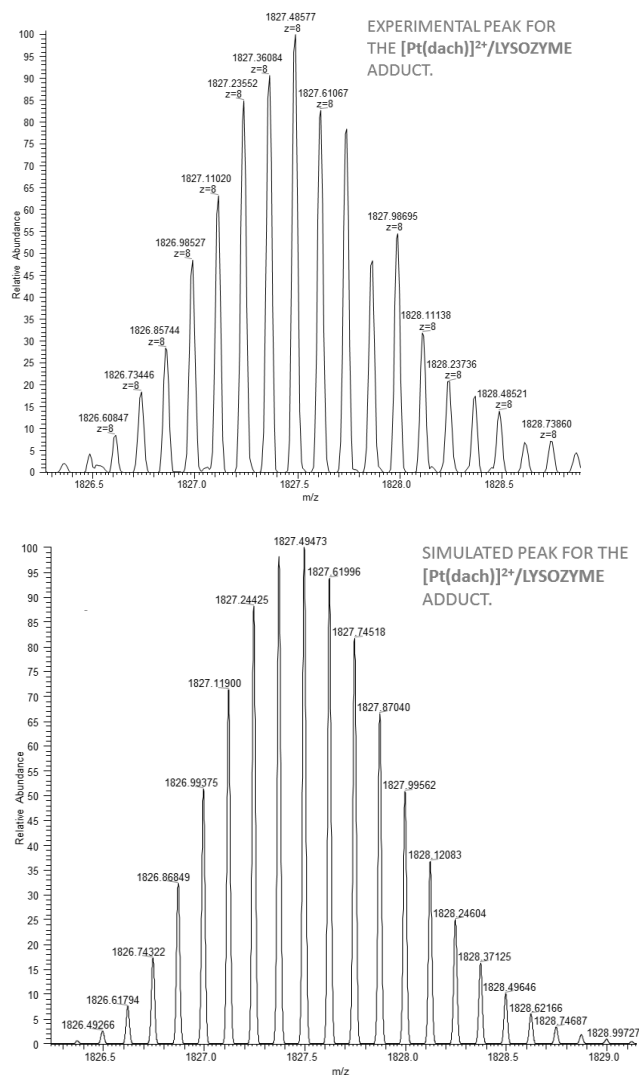 EXPERIMENTAL PEAK FOR
THE [Pt(dach)]²⁺/LYSOZYME
ADDUCT.
1827.48577
z=8
1827.36084
z=8
1827.23552
z=8
1827.61067
z=8
1827.11020
z=8
1827.98695
z=8
1826.98527
z=8
1828.11138
z=8
1826.85744
z=8
1828.23736
z=8
1826.73446
z=8
1828.48521
z=8
1826.60847
z=8
1828.73860
z=8
100
95
90
85
80
75
70
65
60
55
50
45
40
35
30
25
20
15
10
5
0
Relative Abundance
1826.5 1827.0 1827.5 1828.0 1828.5
m/z
SIMULATED PEAK FOR THE
[Pt(dach)]²⁺/LYSOZYME
ADDUCT.
1827.49473
1827.61996
1827.24425
1827.74518
1827.11900
1827.87040
1826.99375
1827.99562
1828.12083
1826.86849
1828.24604
1826.74322
1828.37125
1828.49646
1826.61794
1828.62166
1828.74687
1826.49266
1828.99727
100
95
90
85
80
75
70
65
60
55
50
45
40
35
30
25
20
15
10
5
0
Relative Abundance
1826.5 1827.0 1827.5 1828.0 1828.5 1829.0
m/z